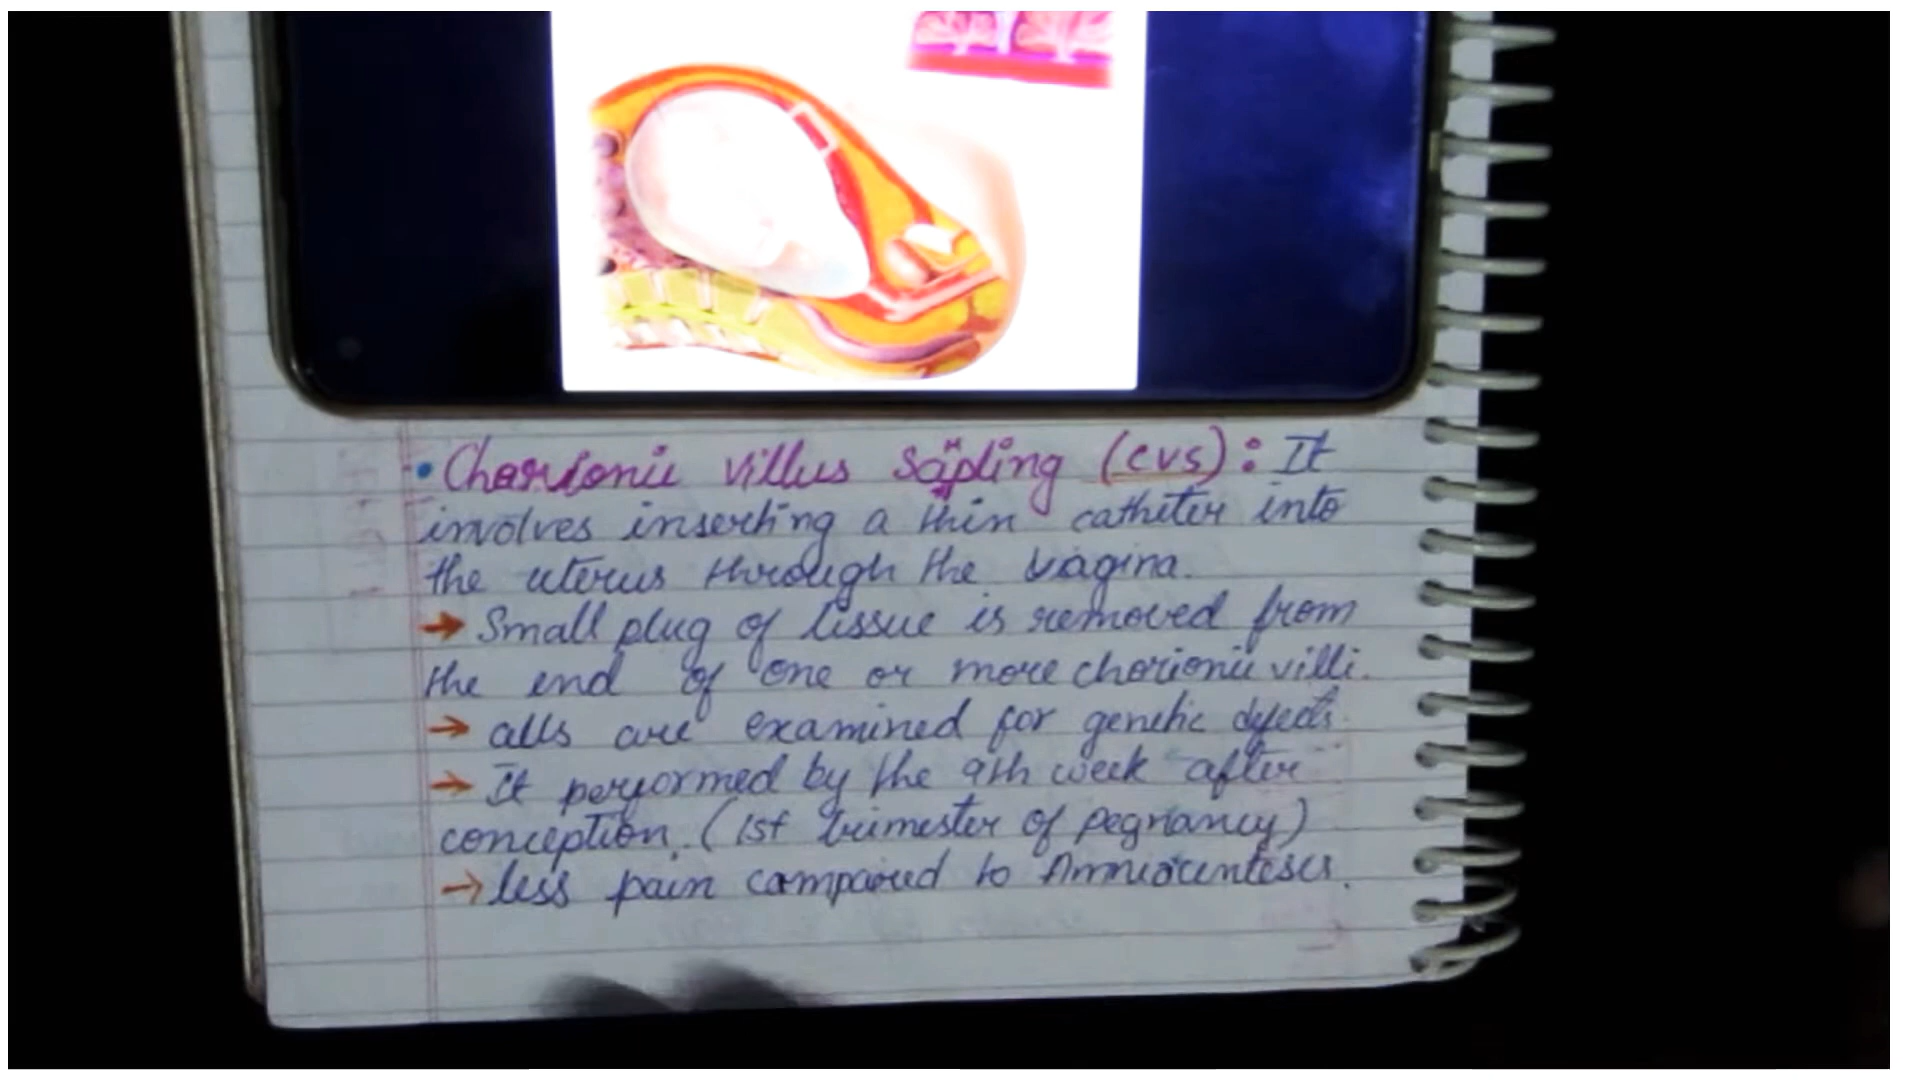 • Chorionic villus Sampling (CVS): It
involves inserting a thin catheter into
the uterus through the vagina.
→ Small plug of tissue is removed from
the end of one or more chorionic villi.
→ cells are examined for genetic defects.
→ It performed by the 9th week after
conception. (1st trimester of pegnancy)
→ less pain compared to Amniocentesis.